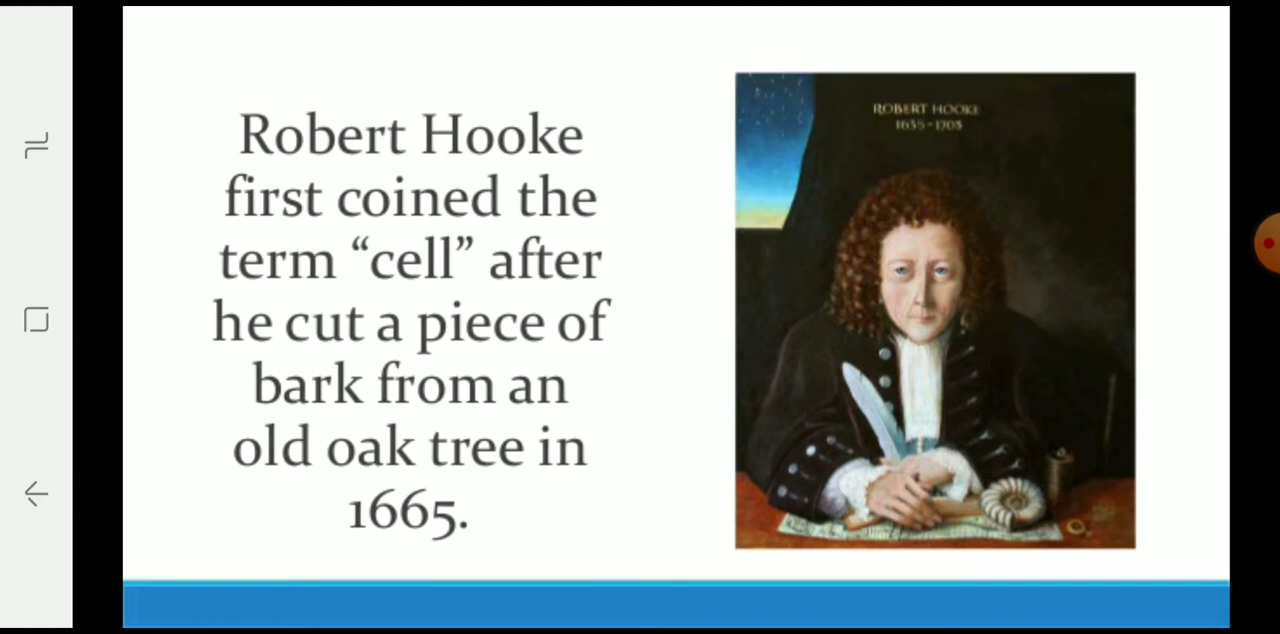 Robert Hooke
first coined the
term “cell” after
he cut a piece of
bark from an
old oak tree in
1665.
ROBERT HOOKE
1635-1703